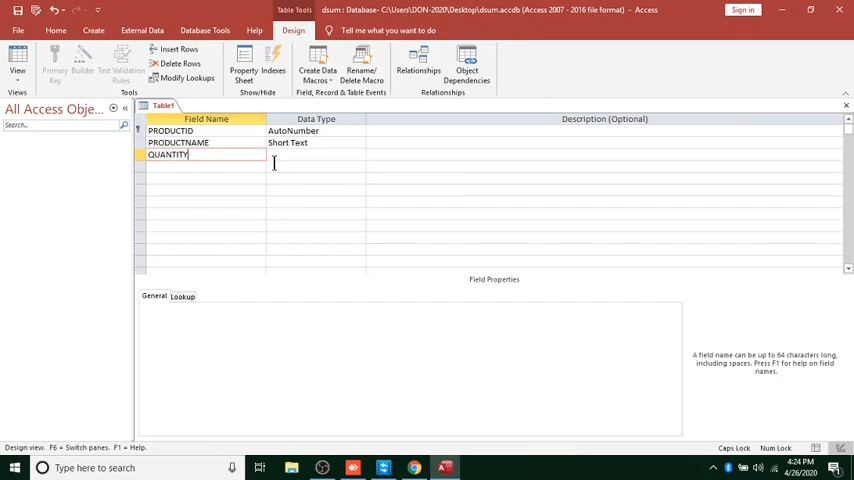 Table Tools
dsum : Database- C:\Users\DON-2020\Desktop\dsum.accdb (Access 2007 - 2016 file format) - Access
Sign in
File
Home
Create
External Data
Database Tools
Help
Design
Tell me what you want to do
View
Primary Key
Builder
Test Validation Rules
Insert Rows
Delete Rows
Modify Lookups
Property Sheet
Indexes
Create Data Macros
Rename/ Delete Macro
Relationships
Object Dependencies
Views
Tools
Show/Hide
Field, Record & Table Events
Relationships
All Access Obje...
Search...
Table1
Field Name
Data Type
Description (Optional)
PRODUCTID
AutoNumber
PRODUCTNAME
Short Text
QUANTITY
Field Properties
General
Lookup
A field name can be up to 64 characters long,
including spaces. Press F1 for help on field
names.
Design view. F6 = Switch panes. F1 = Help.
Caps Lock
Num Lock
Type here to search
4:24 PM
4/26/2020